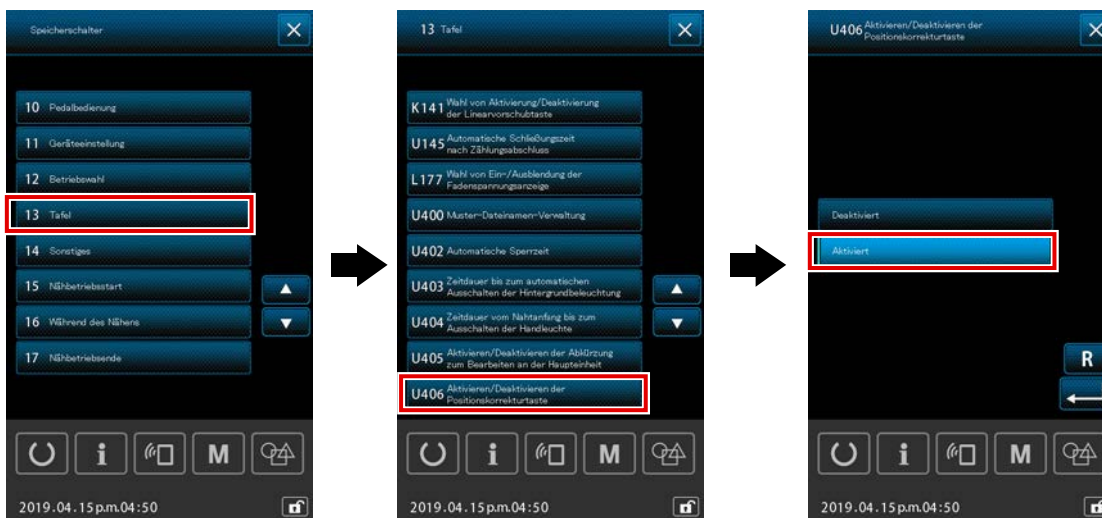 Speicherschalter
10 Pedalbedienung
11 Geräteeinstellung
12 Betriebswahl
13 Tafel
14 Sonstiges
15 Nähbetriebsstart
16 Während des Nähens
17 Nähbetriebsende
M
2019.04.15p.m.04:50
13 Tafel
K141 Wahl von Aktivierung/Deaktivierung
der Linearvorschubtaste
U145 Automatische Schließungszeit
nach Zählungsabschluss
L177 Wahl von Ein-/Ausblendung der
Fadenspannungsanzeige
U400 Muster-Dateinamen-Verwaltung
U402 Automatische Sperrzeit
U403 Zeitdauer bis zum automatischen
Ausschalten der Hintergrundbeleuchtung
U404 Zeitdauer vom Nahtanfang bis zum
Ausschalten der Handleuchte
U405 Aktivieren/Deaktivieren der Abkürzung
zum Bearbeiten an der Haupteinheit
U406 Aktivieren/Deaktivieren der
Positionskorrekturtaste
M
2019.04.15p.m.04:50
U406 Aktivieren/Deaktivieren der
Positionskorrekturtaste
Deaktiviert
Aktiviert
R
M
2019.04.15p.m.04:50